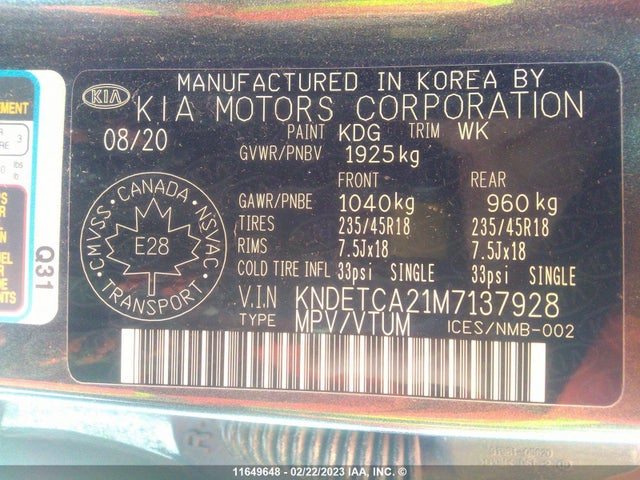 MANUFACTURED IN KOREA BY
KIA KIA MOTORS CORPORATION
08/20 PAINT KDG TRIM WK
GVWR/PNBV 1925kg
FRONT REAR
GAWR/PNBE 1040kg 960kg
TIRES 235/45R18 235/45R18
RIMS 7.5Jx18 7.5Jx18
COLD TIRE INFL 33psi SINGLE 33psi SINGLE
V.I.N KNDETCA21M7137928
TYPE MPV/VTUM ICES/NMB-002
CANADA
CMVSS NSVAC
E28
TRANSPORT
EMENT
3
lbs
Q31
11649648 - 02/22/2023 IAA, INC. ©